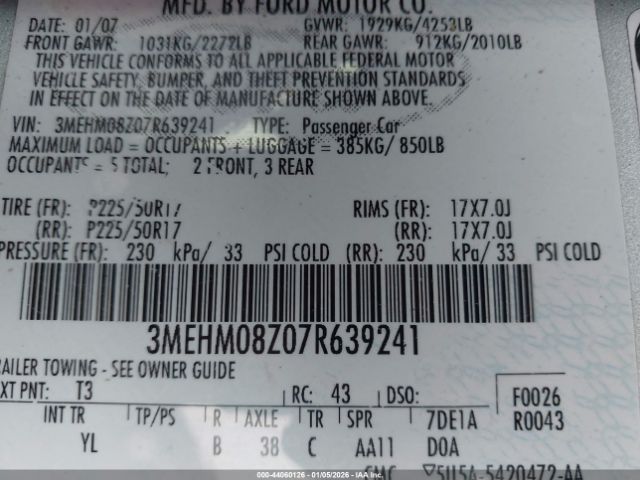 MFD. BY FORD MOTOR CO.
DATE: 01/07 GVWR: 1929KG/4253LB
FRONT GAWR: 1031KG/2272LB REAR GAWR: 912KG/2010LB
THIS VEHICLE CONFORMS TO ALL APPLICABLE FEDERAL MOTOR
VEHICLE SAFETY, BUMPER, AND THEFT PREVENTION STANDARDS
IN EFFECT ON THE DATE OF MANUFACTURE SHOWN ABOVE.
VIN: 3MEHM08Z07R639241 TYPE: Passenger Car
MAXIMUM LOAD = OCCUPANTS + LUGGAGE = 385KG/ 850LB
OCCUPANTS = 5 TOTAL; 2 FRONT, 3 REAR
TIRE (FR): P225/50R17 RIMS (FR): 17X7.0J
(RR): P225/50R17 (RR): 17X7.0J
PRESSURE (FR): 230 kPa/ 33 PSI COLD (RR): 230 kPa/ 33 PSI COLD
3MEHM08Z07R639241
RAILER TOWING - SEE OWNER GUIDE
XT PNT: T3 RC: 43 DSO: F0026
INT TR TP/PS R AXLE TR SPR 7DE1A R0043
YL B 38 C AA11 D0A
5U5A-5420472-AA
000-44060126 - 01/05/2026 - IAAI.com